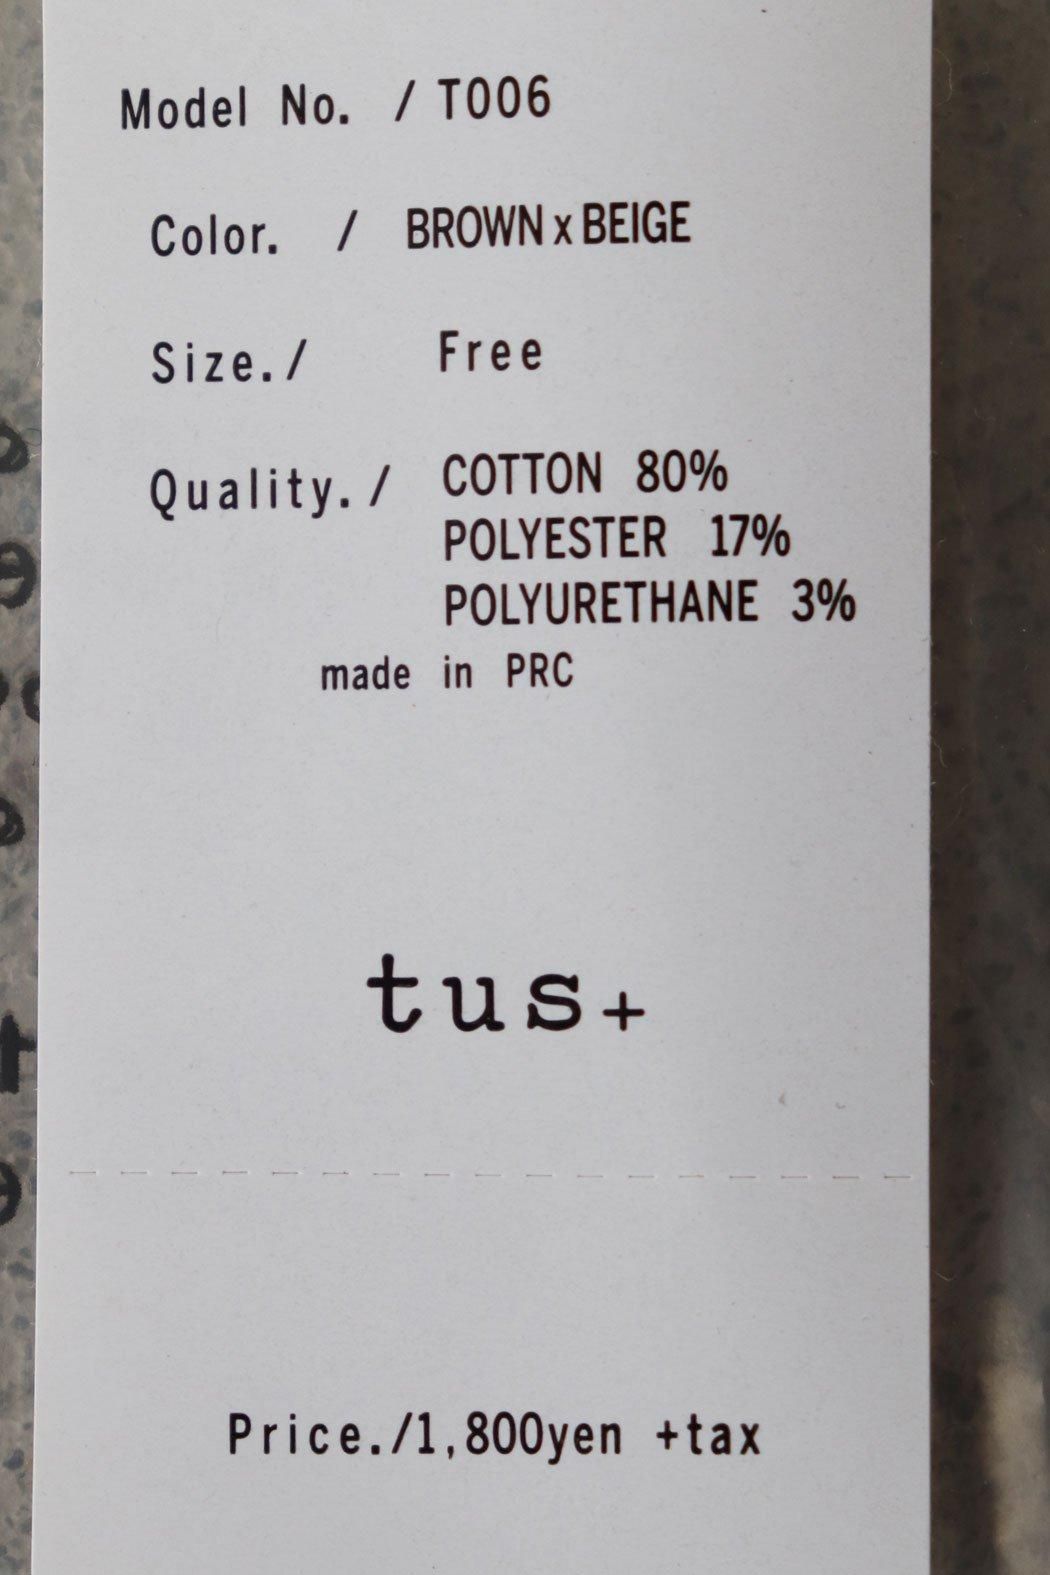 Model No. / T006
Color. / BROWN x BEIGE
Size./ Free
Quality./ COTTON 80%
POLYESTER 17%
POLYURETHANE 3%
made in PRC
tus+
Price./1,800yen +tax